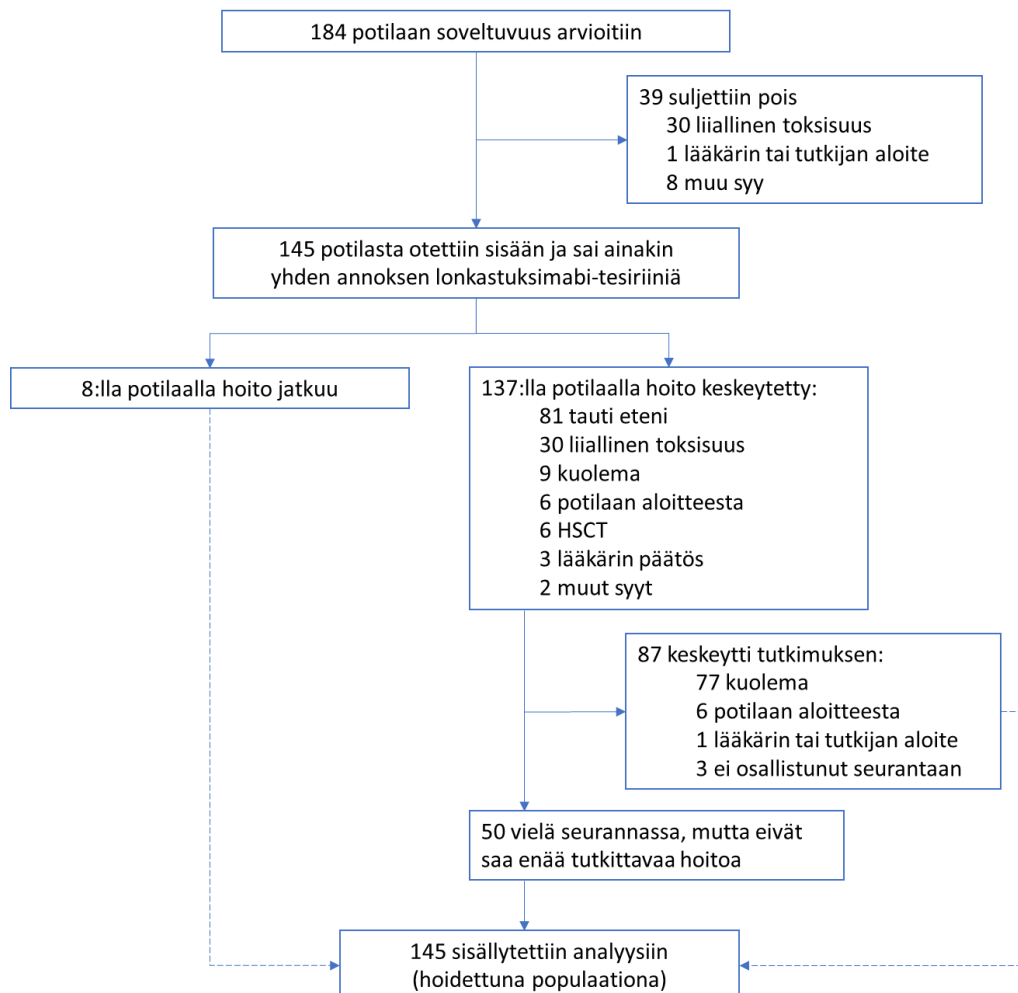 184 potilaan soveltuvuus arvioitiin
39 suljettiin pois
30 liiallinen toksisuus
1 lääkärin tai tutkijan aloite
8 muu syy
145 potilasta otettiin sisään ja sai ainakin
yhden annoksen lonkastuksimabi-tesiriiniä
8:lla potilaalla hoito jatkuu
137:lla potilaalla hoito keskeytetty:
81 tauti eteni
30 liiallinen toksisuus
9 kuolema
6 potilaan aloitteesta
6 HSCT
3 lääkärin päätös
2 muut syyt
87 keskeytti tutkimuksen:
77 kuolema
6 potilaan aloitteesta
1 lääkärin tai tutkijan aloite
3 ei osallistunut seurantaan
50 vielä seurannassa, mutta eivät
saa enää tutkittavaa hoitoa
145 sisällytettiin analyysiin
(hoidettuna populaationa)